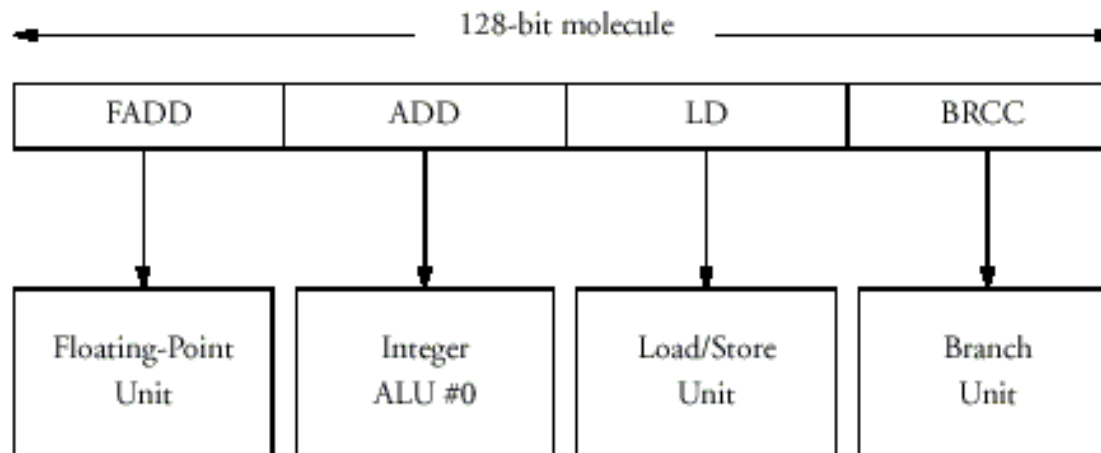 128-bit molecule
FADD ADD LD BRCC
Floating-Point Integer Load/Store Branch
Unit ALU #0 Unit Unit